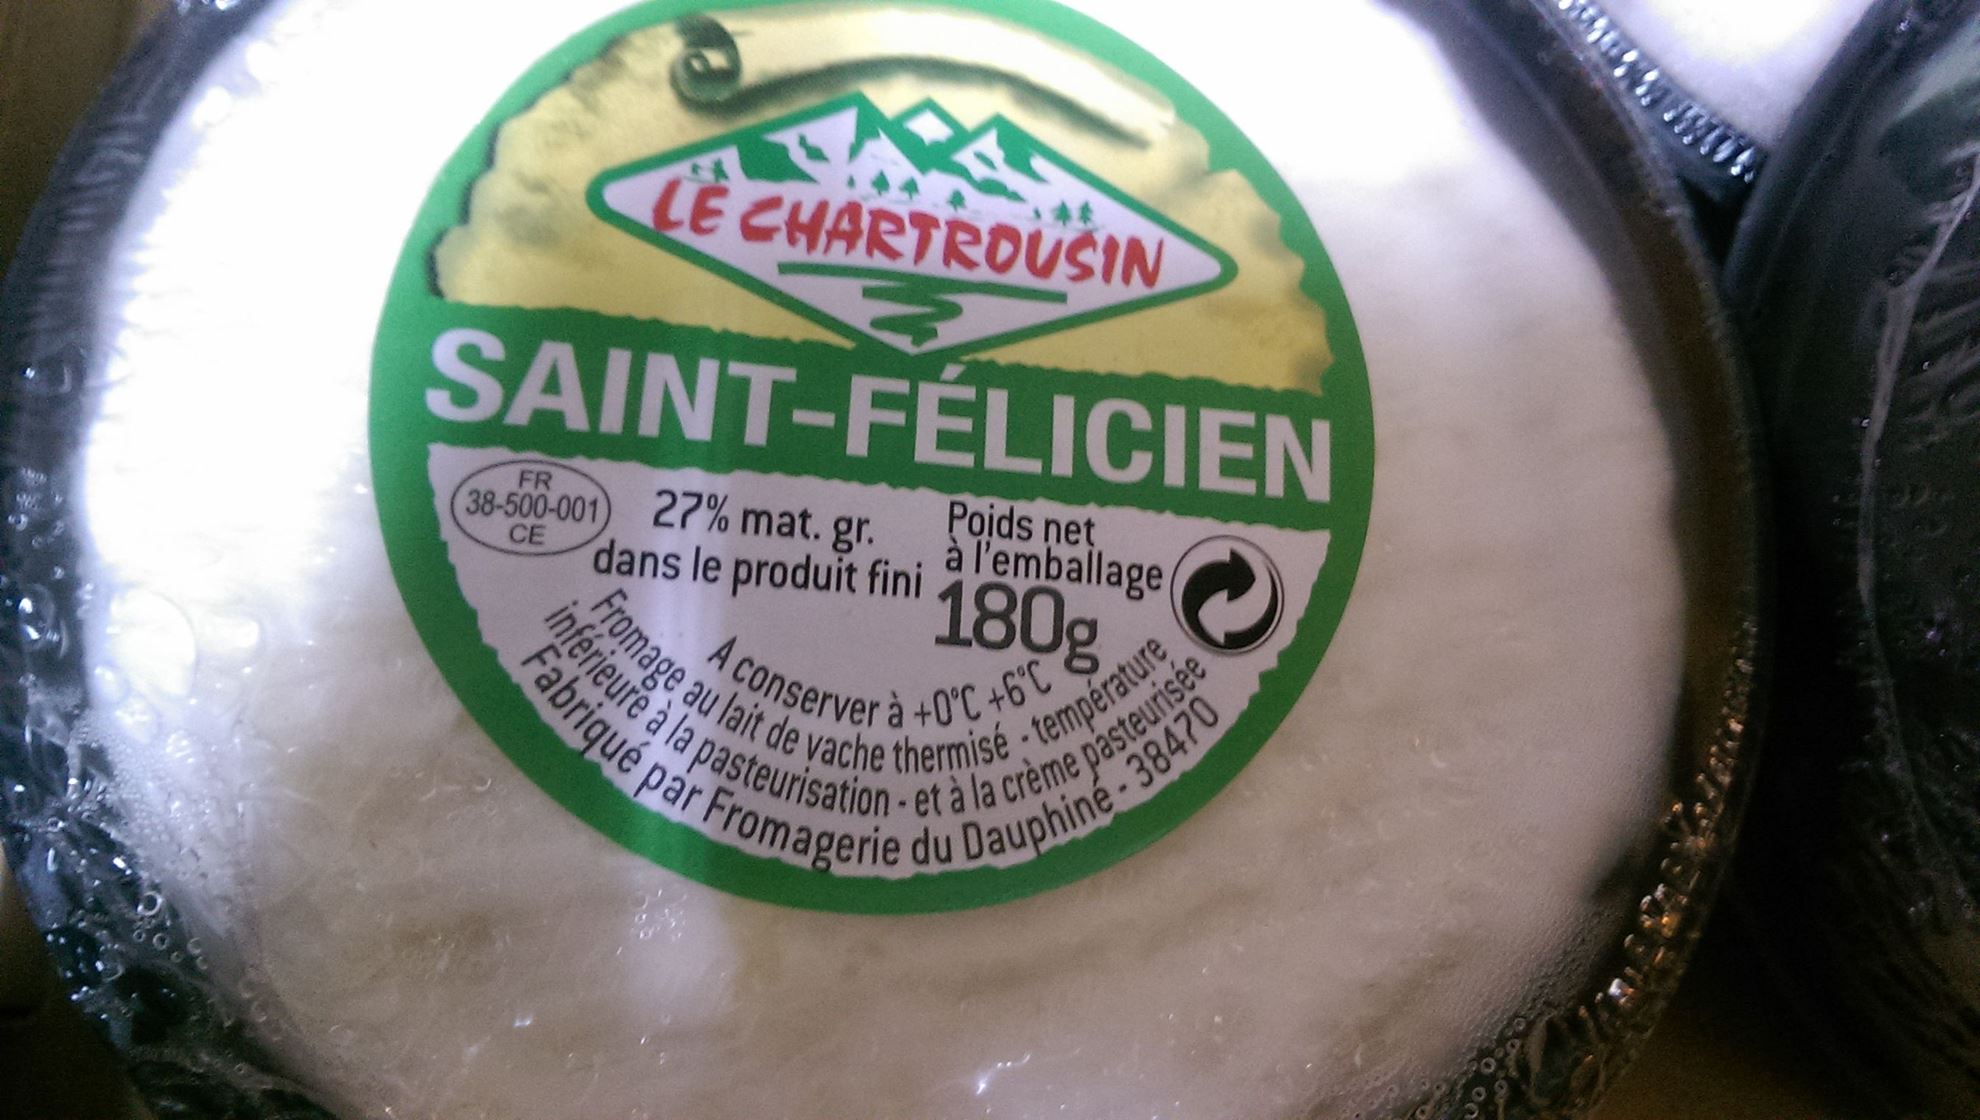 LE CHARTROUSIN
SAINT-FÉLICIEN
FR
38-500-001
CE
27% mat. gr.
dans le produit fini
Poids net
à l'emballage
180g
A conserver à +0°C +6°C
Fromage au lait de vache thermisé - température
inférieure à la pasteurisation - et à la crème pasteurisée
Fabriqué par Fromagerie du Dauphiné - 38470